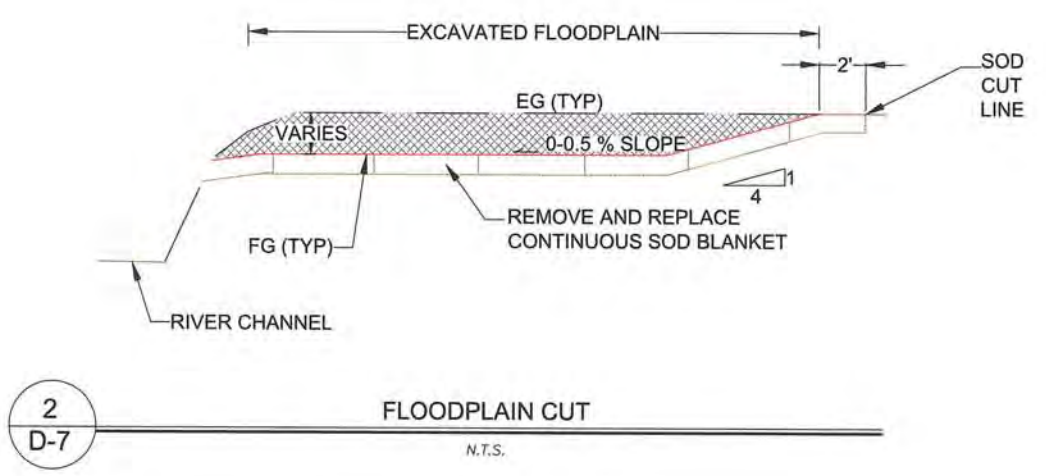 EXCAVATED FLOODPLAIN
2'
SOD
CUT
LINE
EG (TYP)
VARIES
0-0.5 % SLOPE
1
4
REMOVE AND REPLACE
CONTINUOUS SOD BLANKET
FG (TYP)
RIVER CHANNEL
2
D-7
FLOODPLAIN CUT
N.T.S.